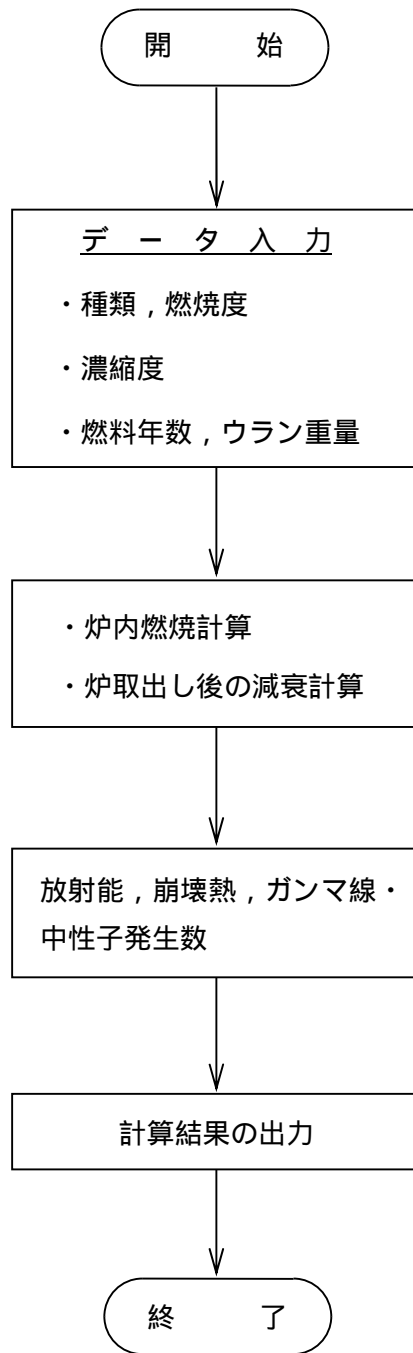 開 始
データ入力
・種類，燃焼度
・濃縮度
・燃料年数，ウラン重量
・炉内燃焼計算
・炉取出し後の減衰計算
放射能，崩壊熱，ガンマ線・
中性子発生数
計算結果の出力
終 了